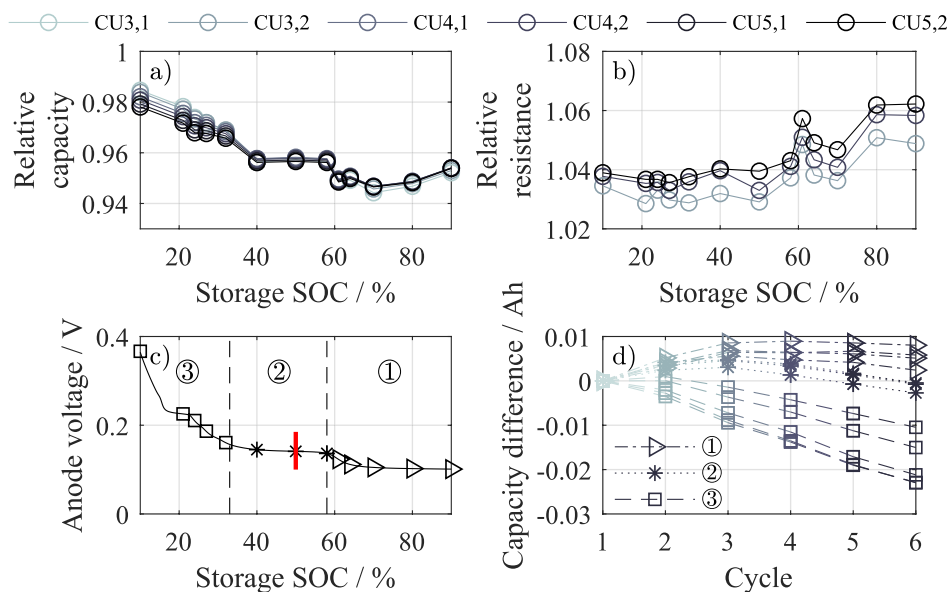 CU3,1 CU3,2 CU4,1 CU4,2 CU5,1 CU5,2
a)
1
0.98
0.96
0.94
Relative
capacity
20 40 60 80
Storage SOC / %
b)
1.08
1.06
1.04
1.02
Relative
resistance
20 40 60 80
Storage SOC / %
c)
0.4
0.2
0
Anode voltage / V
③ ② ①
20 40 60 80
Storage SOC / %
d)
0.01
0
-0.01
-0.02
-0.03
Capacity difference / Ah
①
②
③
1 2 3 4 5 6
Cycle